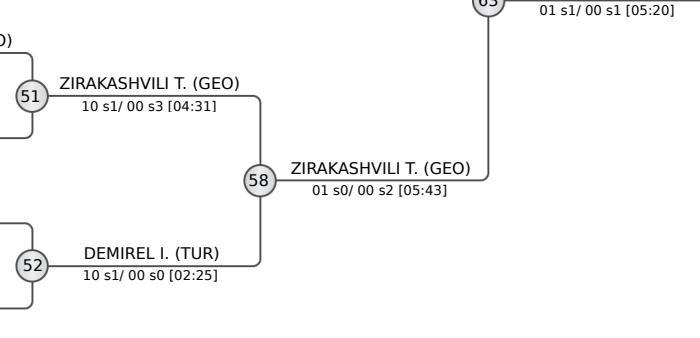 63
01 s1/ 00 s1 [05:20]
O)
ZIRAKASHVILI T. (GEO)
51
10 s1/ 00 s3 [04:31]
ZIRAKASHVILI T. (GEO)
58
01 s0/ 00 s2 [05:43]
DEMIREL I. (TUR)
52
10 s1/ 00 s0 [02:25]